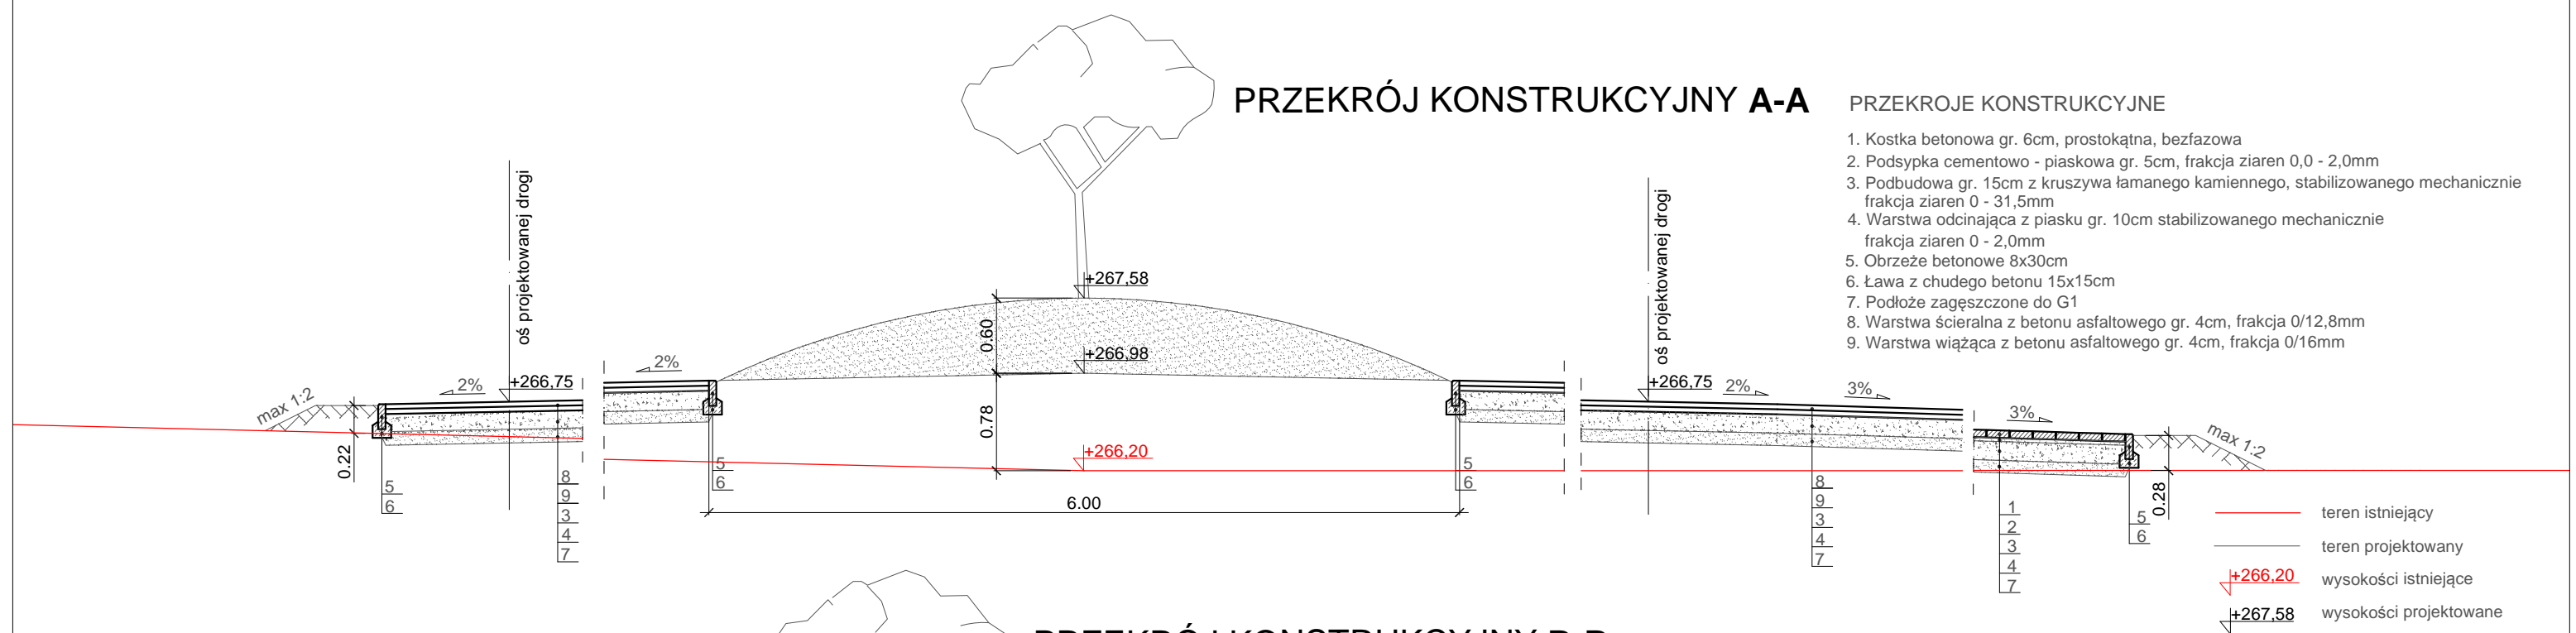 PRZEKRÓJ KONSTRUKCYJNY A-A
PRZEKROJE KONSTRUKCYJNE
1. Kostka betonowa gr. 6cm, prostokątna, bezfazowa
2. Podsypka cementowo - piaskowa gr. 5cm, frakcja ziaren 0,0 - 2,0mm
3. Podbudowa gr. 15cm z kruszywa łamanego kamiennego, stabilizowanego mechanicznie
frakcja ziaren 0 - 31,5mm
4. Warstwa odcinająca z piasku gr. 10cm stabilizowanego mechanicznie
frakcja ziaren 0 - 2,0mm
5. Obrzeże betonowe 8x30cm
6. Ława z chudego betonu 15x15cm
7. Podłoże zagęszczone do G1
8. Warstwa ścieralna z betonu asfaltowego gr. 4cm, frakcja 0/12,8mm
9. Warstwa wiążąca z betonu asfaltowego gr. 4cm, frakcja 0/16mm
oś projektowanej drogi
oś projektowanej drogi
+267,58
0.60
+266,98
0.78
+266,20
6.00
max 1:2
2%
+266,75
2%
0.22
5
6
8
9
3
4
7
5
6
5
6
+266,75
2%
3%
3%
max 1:2
8
9
3
4
7
1
2
3
4
7
5
6
0.28
teren istniejący
teren projektowany
+266,20 wysokości istniejące
+267,58 wysokości projektowane
PRZEKRÓJ KONSTRUKCYJNY